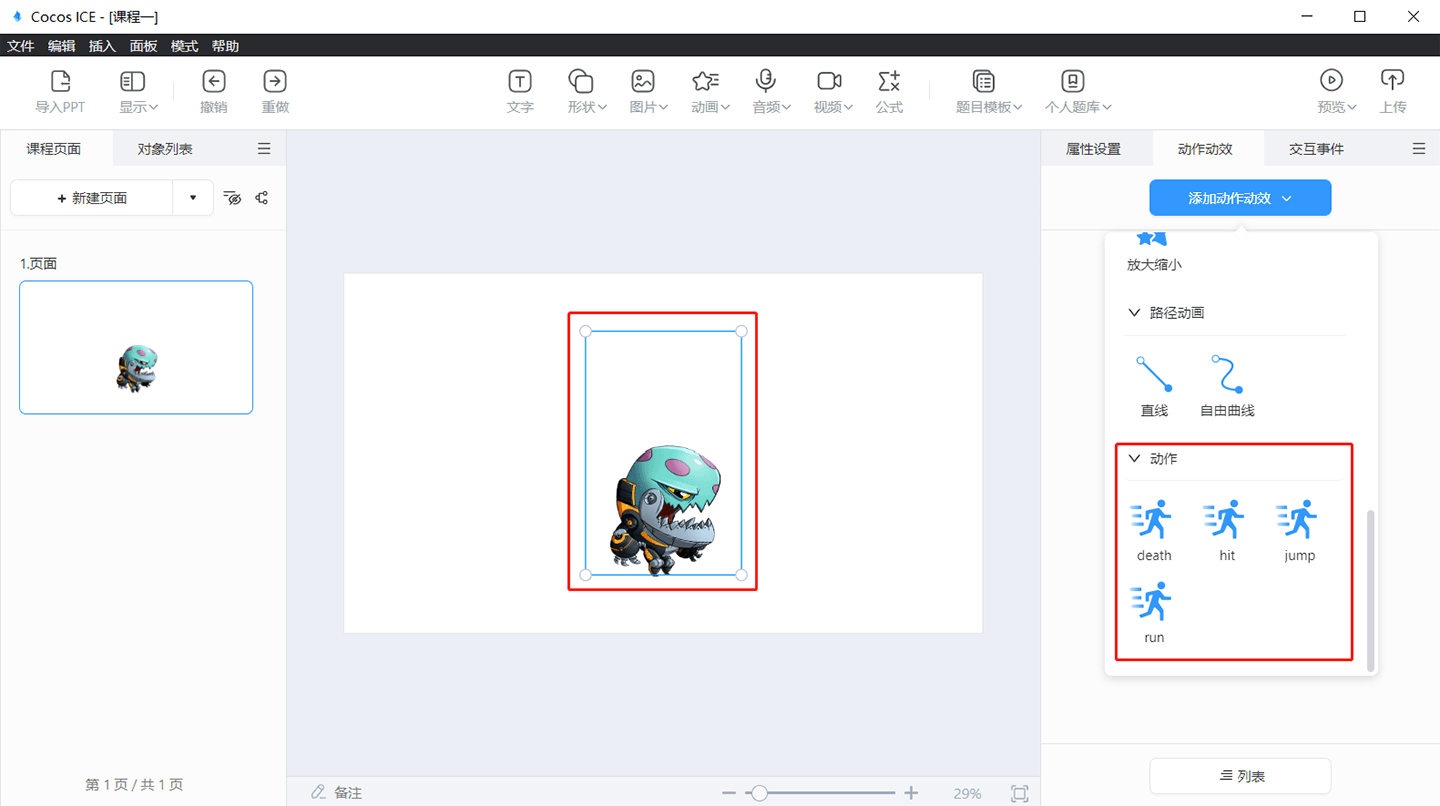 Cocos ICE - [课程一]
文件 编辑 插入 面板 模式 帮助
导入PPT 显示 撤销 重做 文字 形状 图片 动画 音频 视频 公式 题目模板 个人题库 预览 上传
课程页面 对象列表
属性设置 动作动效 交互事件
+ 新建页面
添加动作动效
1.页面
放大缩小
路径动画
直线 自由曲线
动作
death hit jump
run
第 1 页 / 共 1 页
备注
29%
列表